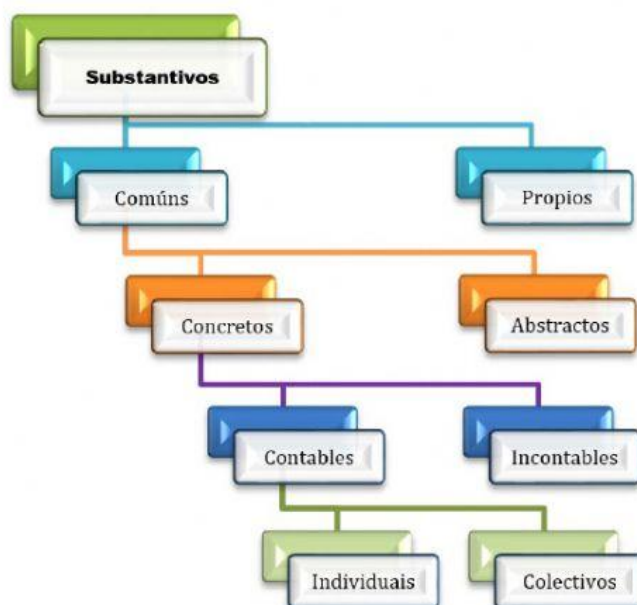 Substantivos
Comúns
Propios
Concretos
Abstractos
Contables
Incontables
Individuais
Colectivos